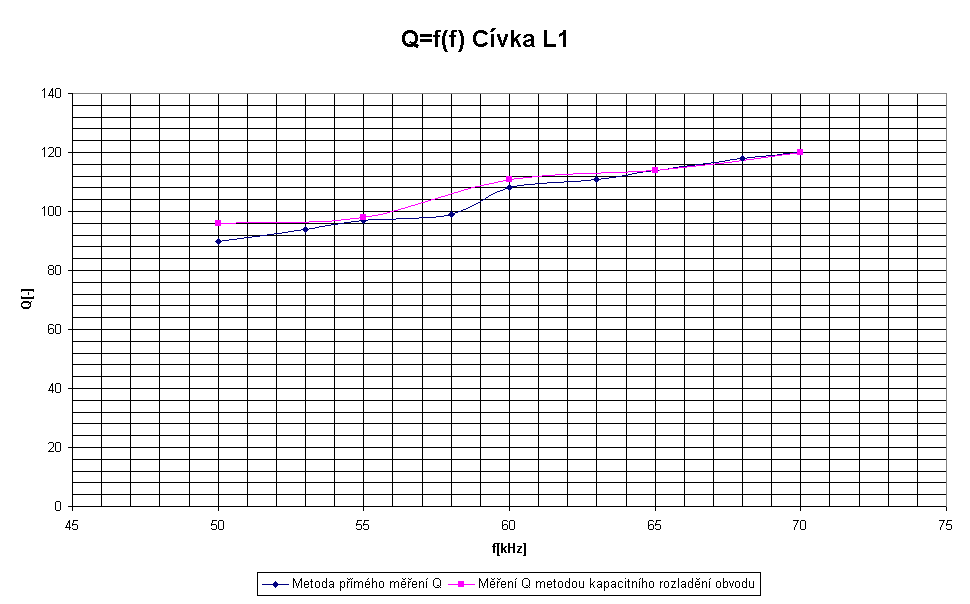 Q=f(f) Cívka L1
140
120
100
80
60
40
20
0
Q[-]
45 50 55 60 65 70 75
f[kHz]
Metoda přímého měření Q Měření Q metodou kapacitního rozladění obvodu